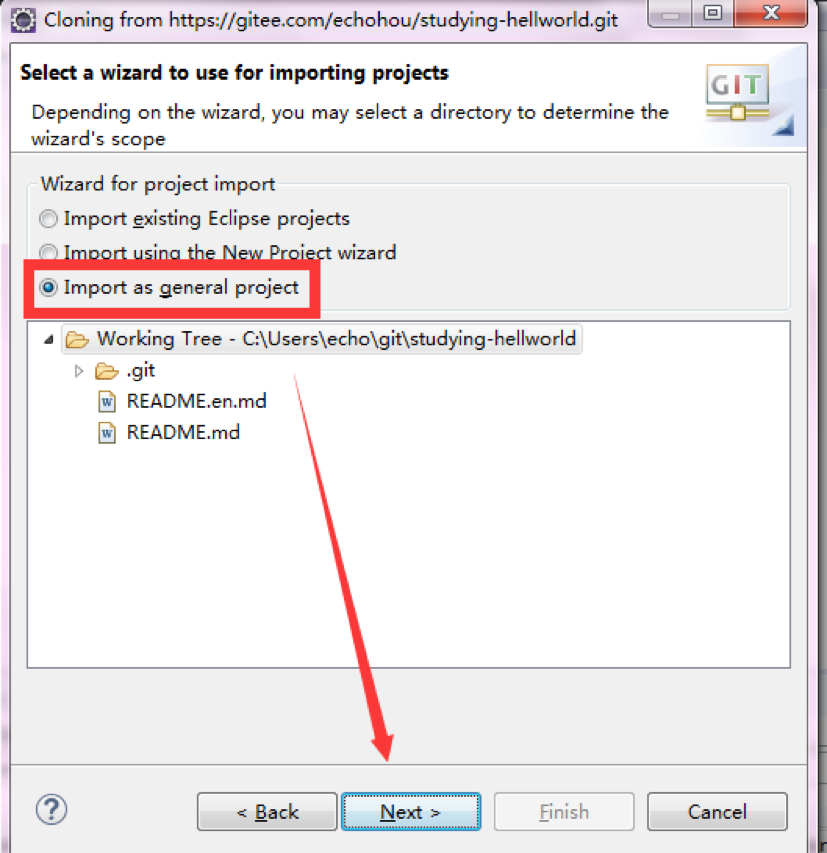 Cloning from https://gitee.com/echohou/studying-hellworld.git
Select a wizard to use for importing projects
Depending on the wizard, you may select a directory to determine the
wizard's scope
GIT
Wizard for project import
Import existing Eclipse projects
Import using the New Project wizard
Import as general project
Working Tree - C:\Users\echo\git\studying-hellworld
.git
README.en.md
README.md
< Back
Next >
Finish
Cancel